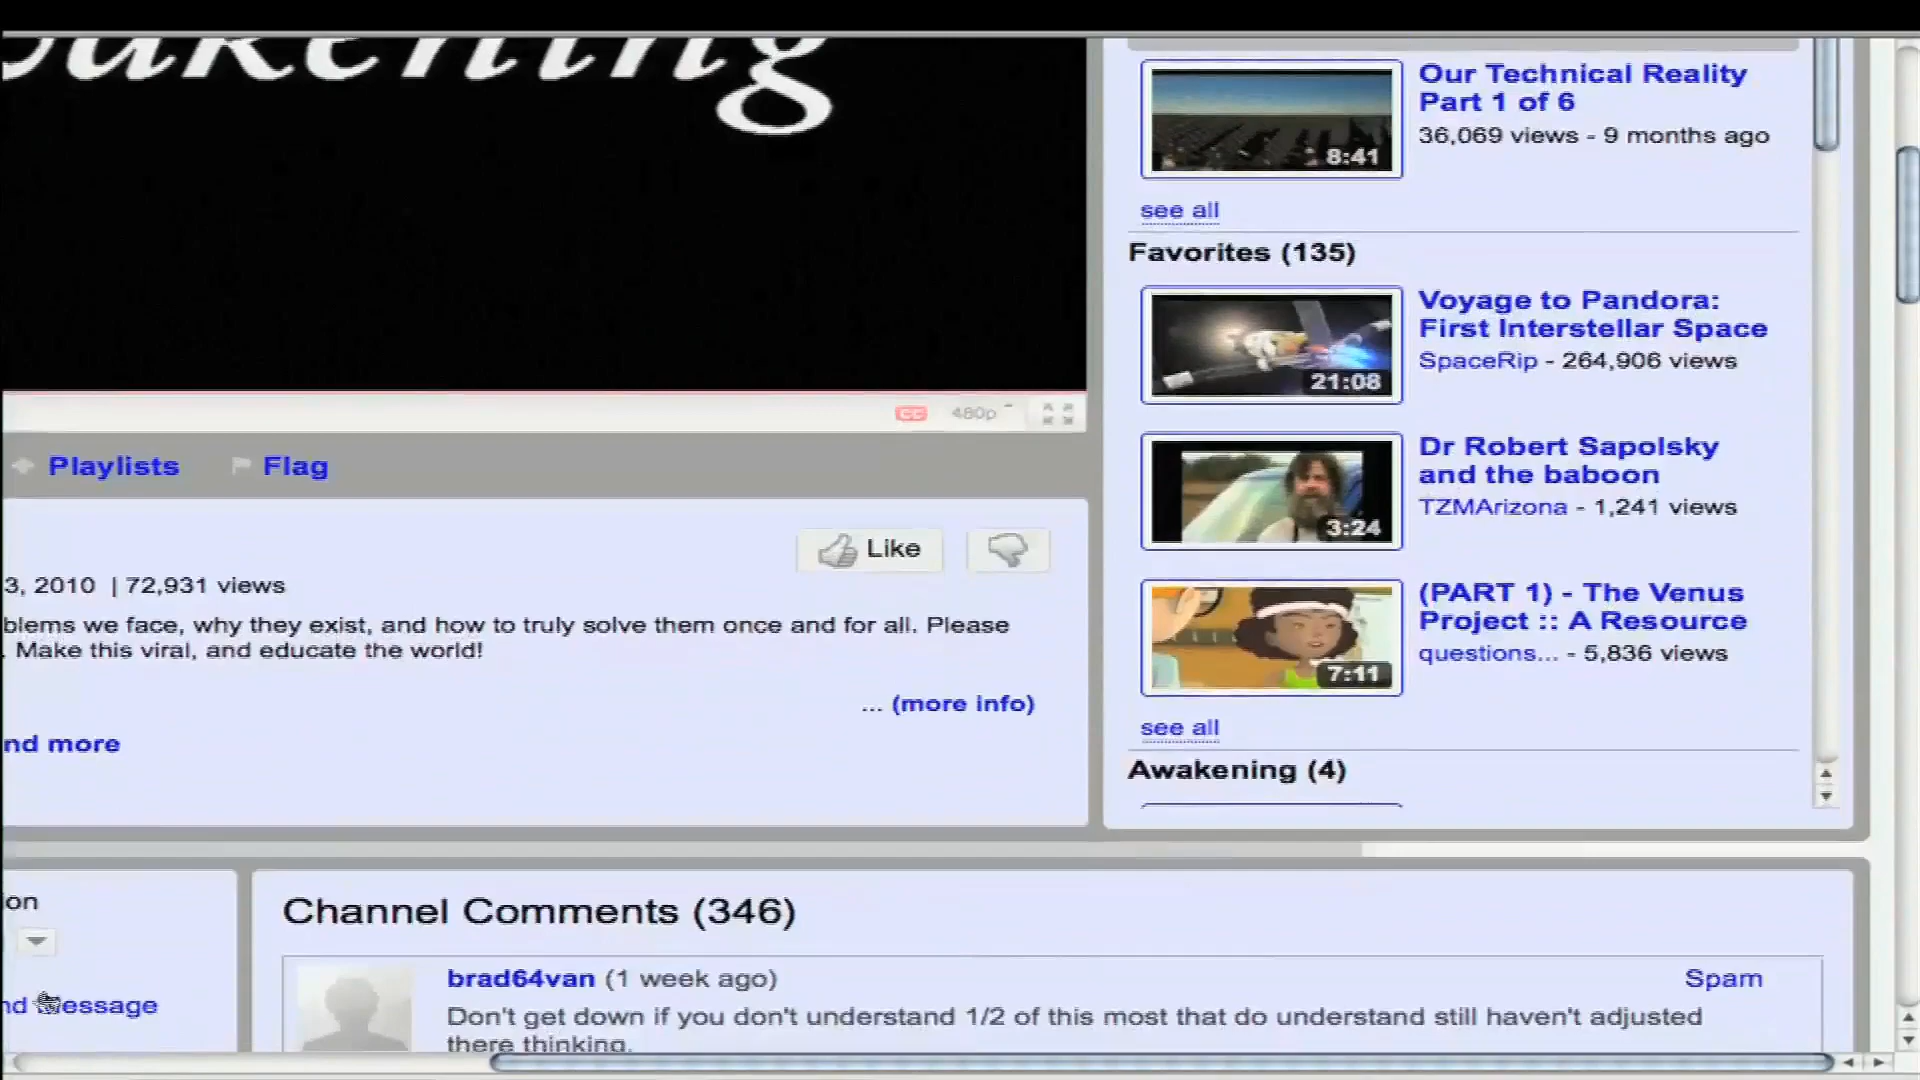 akening
Our Technical Reality
Part 1 of 6
36,069 views - 9 months ago
8:41
see all
Favorites (135)
Voyage to Pandora:
First Interstellar Space
SpaceRip - 264,906 views
21:08
CC 480p
Playlists Flag
Dr Robert Sapolsky
and the baboon
TZMArizona - 1,241 views
3:24
Like
3, 2010 | 72,931 views
blems we face, why they exist, and how to truly solve them once and for all. Please
. Make this viral, and educate the world!
... (more info)
nd more
(PART 1) - The Venus
Project :: A Resource
questions... - 5,836 views
7:11
see all
Awakening (4)
ion
nd message
Channel Comments (346)
brad64van (1 week ago) Spam
Don't get down if you don't understand 1/2 of this most that do understand still haven't adjusted
there thinking.